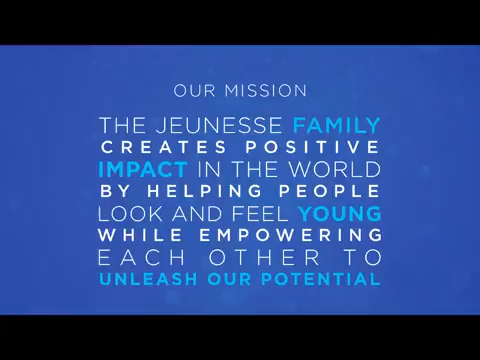 OUR MISSION
THE JEUNESSE FAMILY
CREATES POSITIVE
IMPACT IN THE WORLD
BY HELPING PEOPLE
LOOK AND FEEL YOUNG
WHILE EMPOWERING
EACH OTHER TO
UNLEASH OUR POTENTIAL